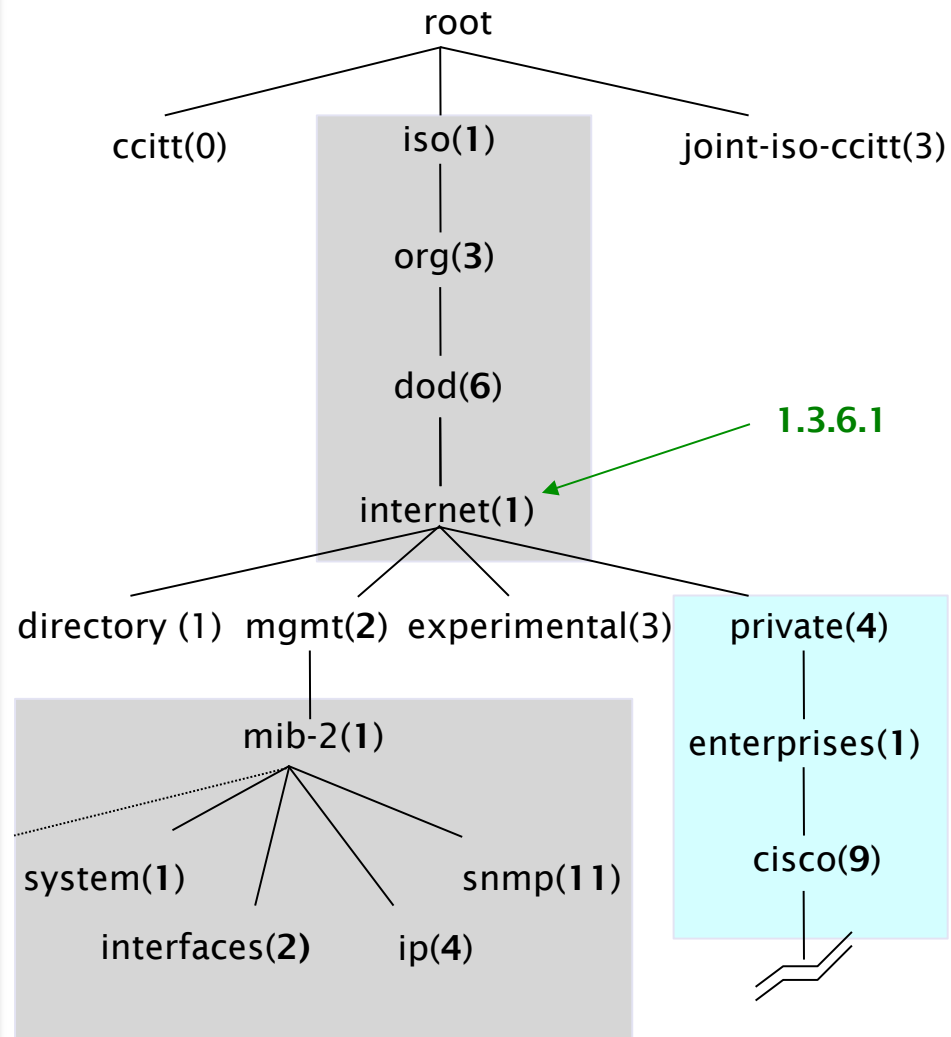 root
ccitt(0) iso(1) joint-iso-ccitt(3)
org(3)
dod(6)
1.3.6.1
internet(1)
directory (1) mgmt(2) experimental(3) private(4)
mib-2(1) enterprises(1)
cisco(9)
system(1) snmp(11)
interfaces(2) ip(4)